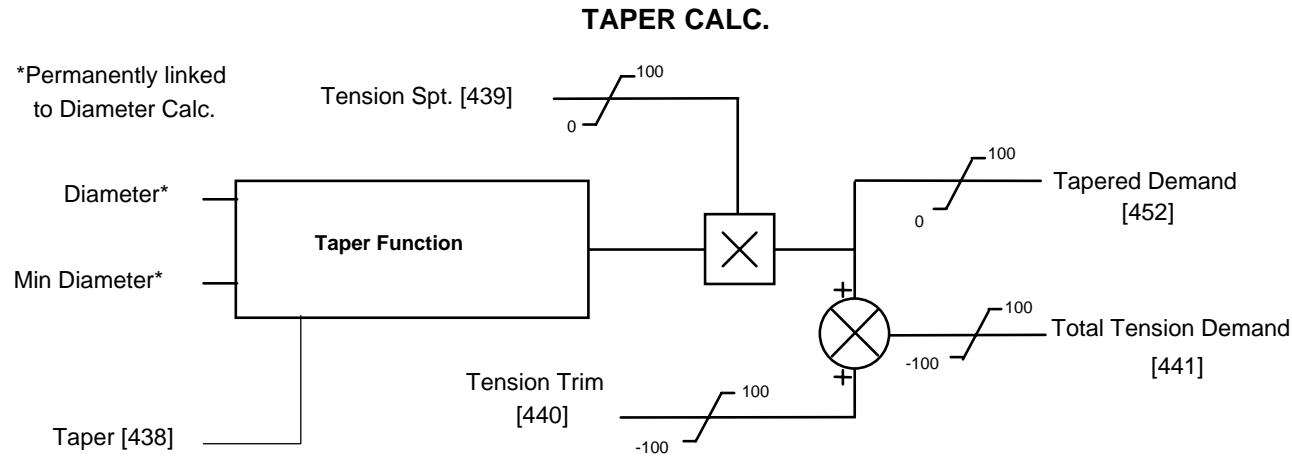 TAPER CALC.
*Permanently linked
to Diameter Calc.
Tension Spt. [439]
100
0
Diameter*
Min Diameter*
Taper Function
100
0
Tapered Demand
[452]
+
+
100
-100
Total Tension Demand
[441]
Tension Trim
[440]
100
-100
Taper [438]